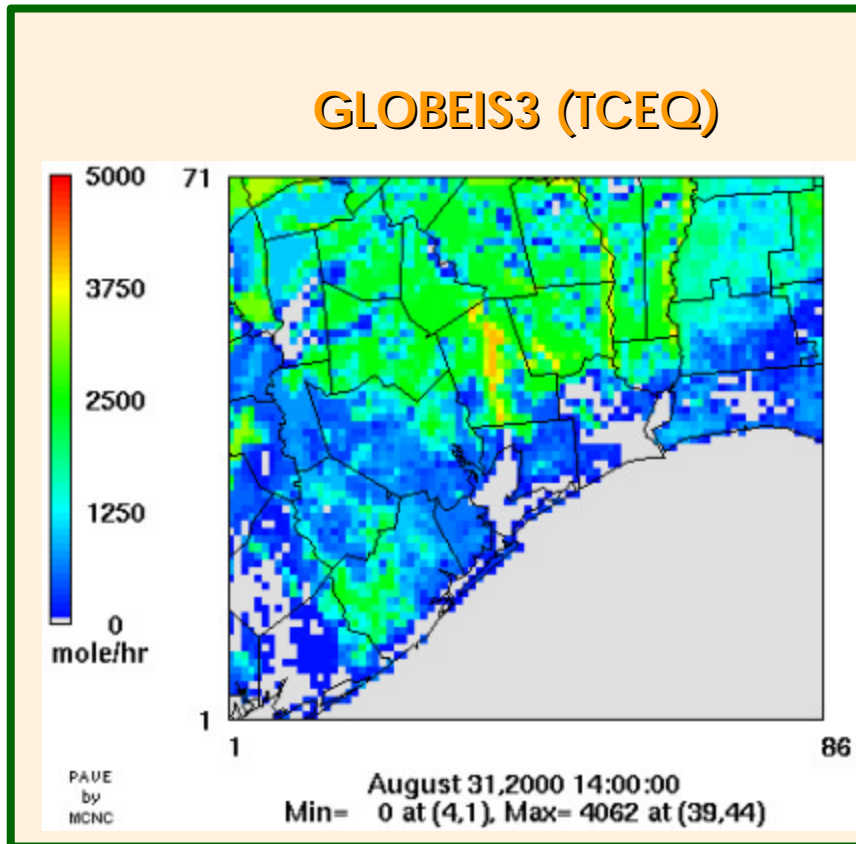 GLOBEIS3 (TCEQ)
5000
3750
2500
1250
0
mole/hr
71
1
1
86
PAVE
by
MCNC
August 31,2000 14:00:00
Min= 0 at (4,1), Max= 4062 at (39,44)